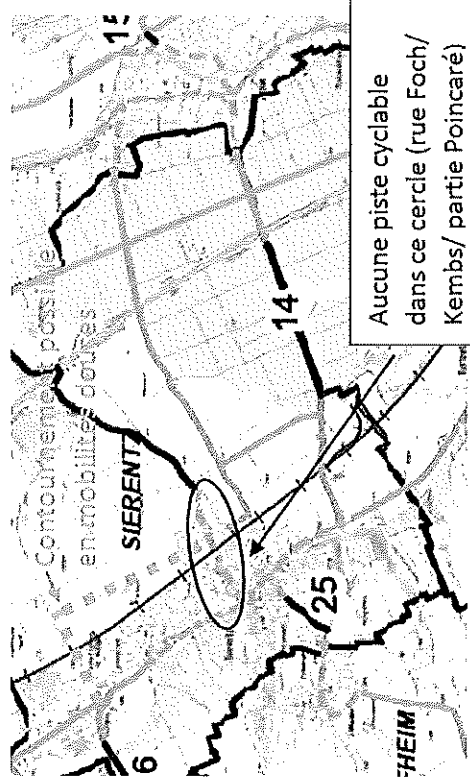 15
Contournement possible
en mobilités douces
SIERENTZ
14
25
6
HEIM
Aucune piste cyclable
dans ce cercle (rue Foch/
Kembs/ partie Poincaré)